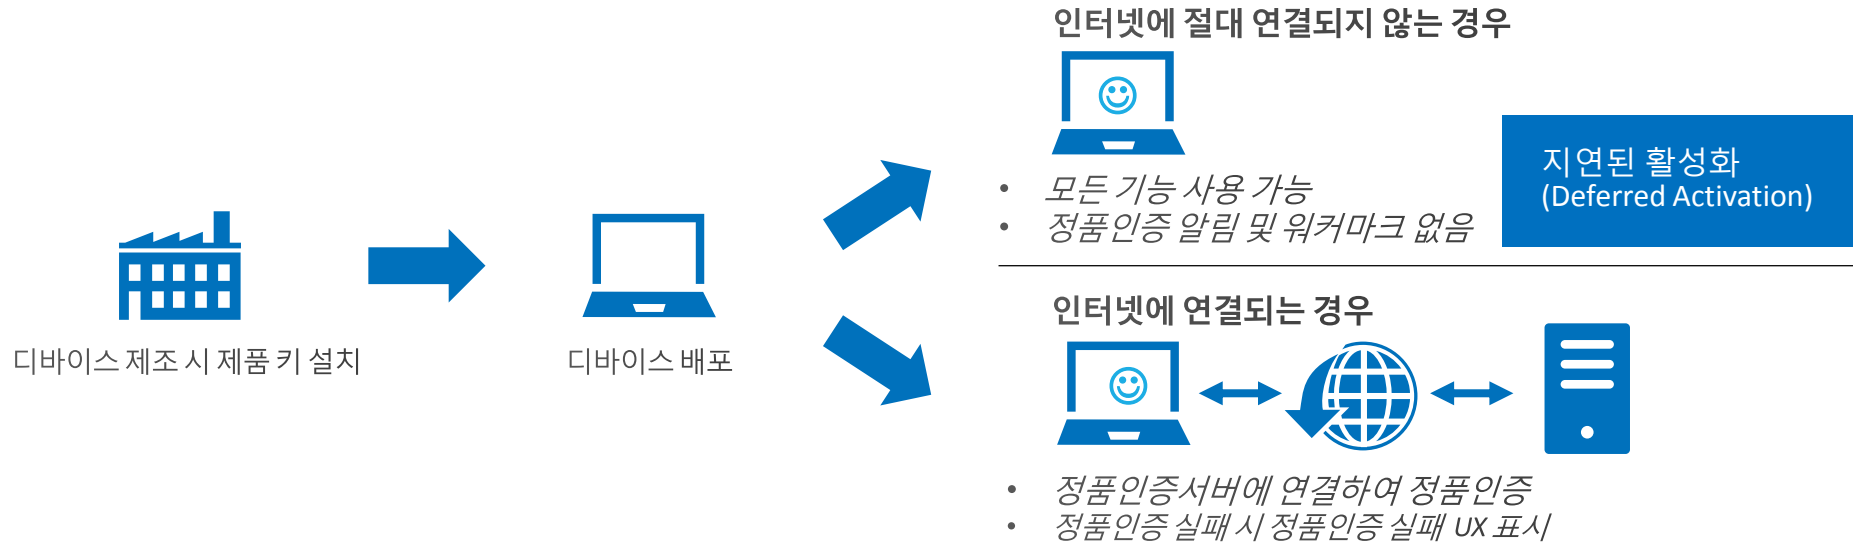 인터넷에 절대 연결되지 않는 경우
• 모든 기능 사용 가능
• 정품인증 알림 및 워커마크 없음
지연된 활성화
(Deferred Activation)
디바이스 제조 시 제품 키 설치
디바이스 배포
인터넷에 연결되는 경우
• 정품인증서버에 연결하여 정품인증
• 정품인증 실패 시 정품인증 실패 UX 표시